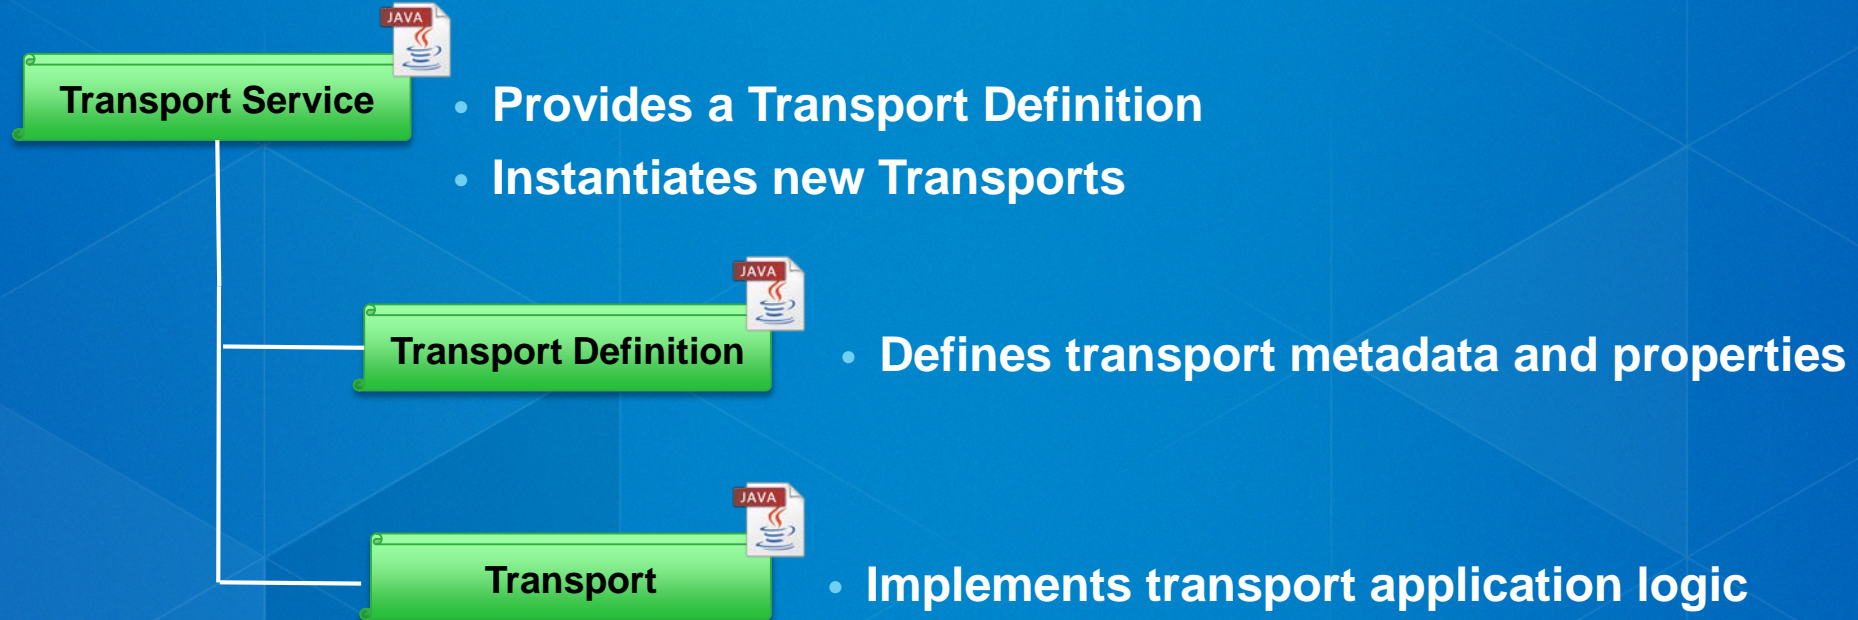 JAVA
Transport Service
• Provides a Transport Definition
• Instantiates new Transports
JAVA
Transport Definition
• Defines transport metadata and properties
JAVA
Transport
• Implements transport application logic